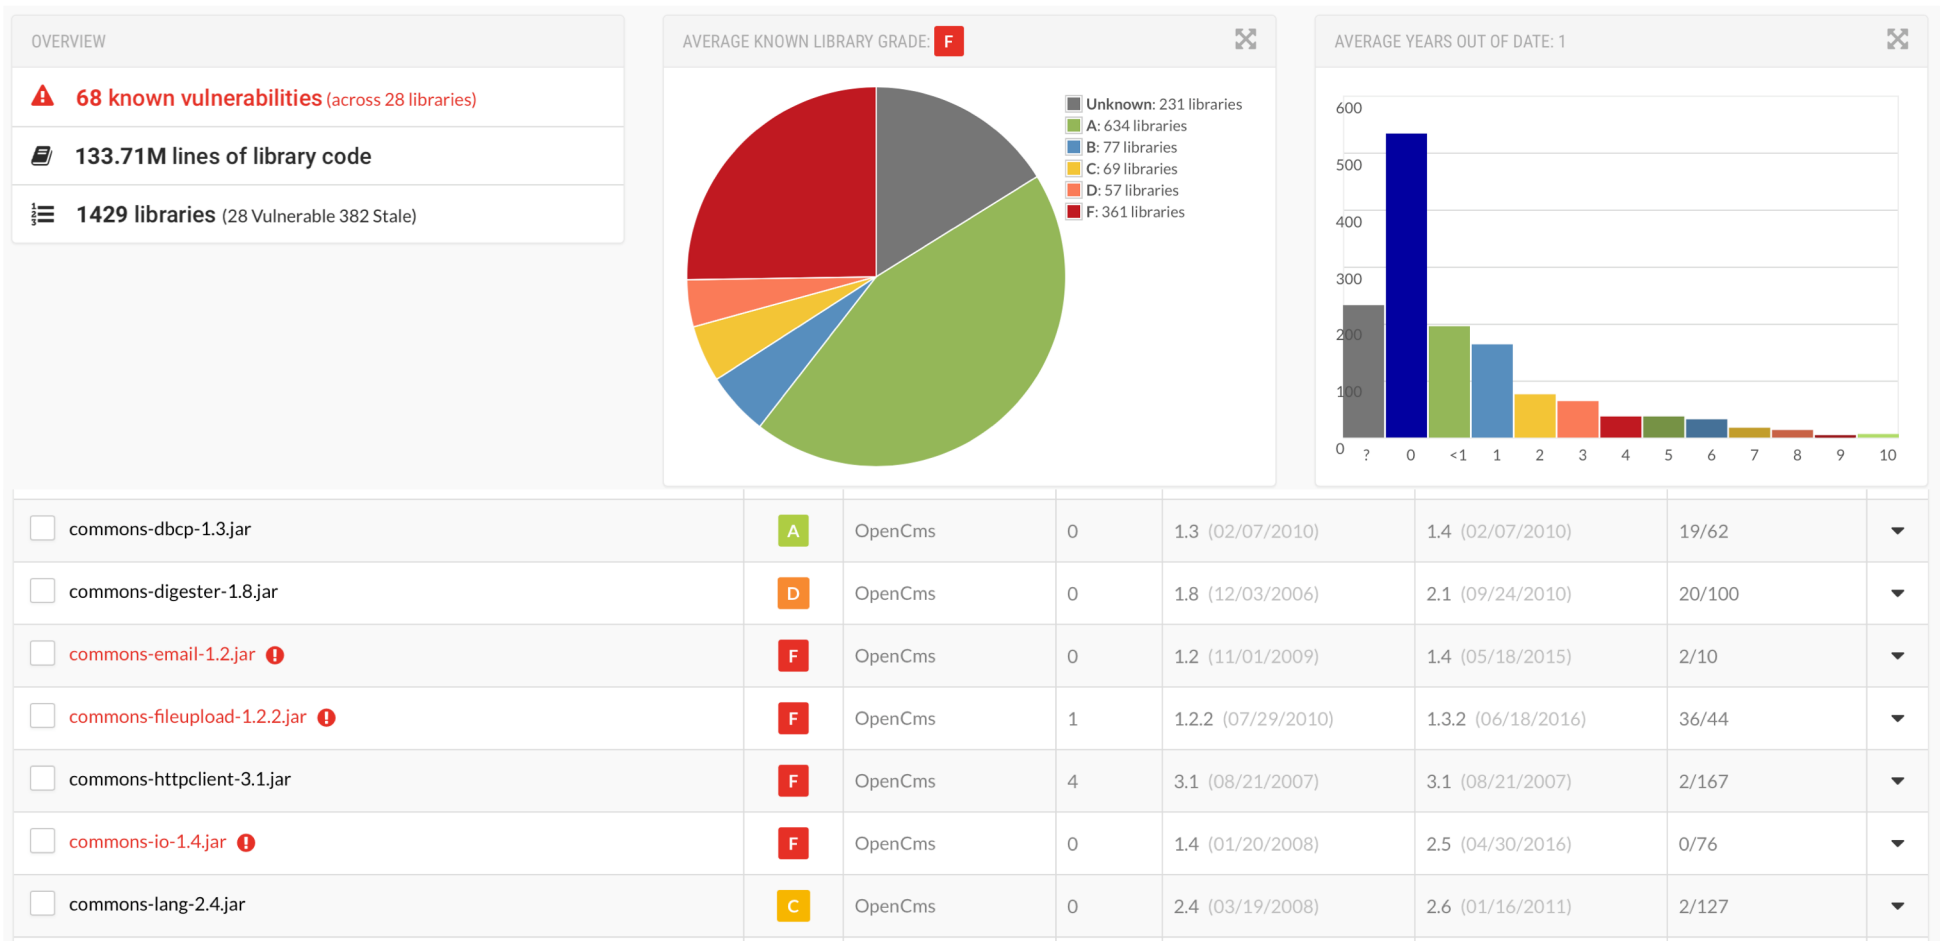 OVERVIEW
68 known vulnerabilities (across 28 libraries)
133.71M lines of library code
1429 libraries (28 Vulnerable 382 Stale)
AVERAGE KNOWN LIBRARY GRADE: F
Unknown: 231 libraries
A: 634 libraries
B: 77 libraries
C: 69 libraries
D: 57 libraries
F: 361 libraries
AVERAGE YEARS OUT OF DATE: 1
600
500
400
300
200
100
0
? 0 <1 1 2 3 4 5 6 7 8 9 10
commons-dbcp-1.3.jar A OpenCms 0 1.3 (02/07/2010) 1.4 (02/07/2010) 19/62
commons-digester-1.8.jar D OpenCms 0 1.8 (12/03/2006) 2.1 (09/24/2010) 20/100
commons-email-1.2.jar F OpenCms 0 1.2 (11/01/2009) 1.4 (05/18/2015) 2/10
commons-fileupload-1.2.2.jar F OpenCms 1 1.2.2 (07/29/2010) 1.3.2 (06/18/2016) 36/44
commons-httpclient-3.1.jar F OpenCms 4 3.1 (08/21/2007) 3.1 (08/21/2007) 2/167
commons-io-1.4.jar F OpenCms 0 1.4 (01/20/2008) 2.5 (04/30/2016) 0/76
commons-lang-2.4.jar C OpenCms 0 2.4 (03/19/2008) 2.6 (01/16/2011) 2/127